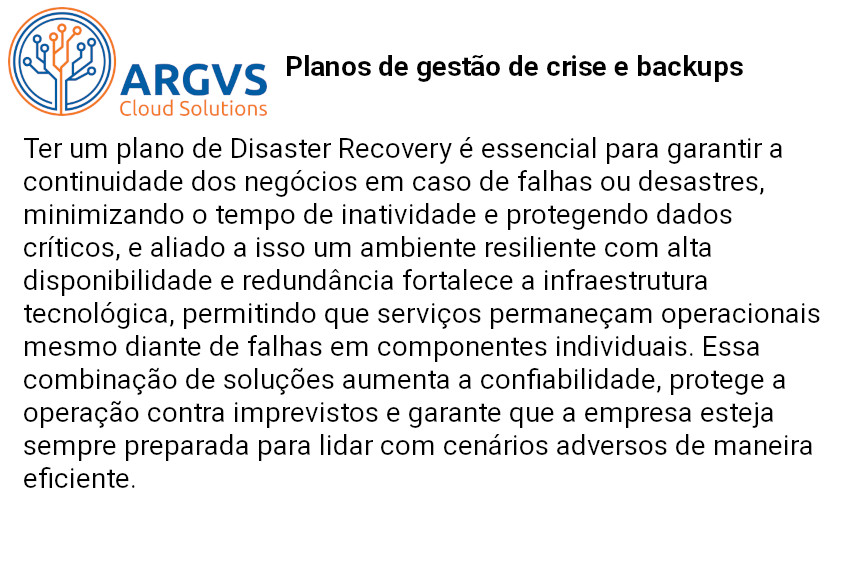 ARGVS
Cloud Solutions
Planos de gestão de crise e backups
Ter um plano de Disaster Recovery é essencial para garantir a
continuidade dos negócios em caso de falhas ou desastres,
minimizando o tempo de inatividade e protegendo dados
críticos, e aliado a isso um ambiente resiliente com alta
disponibilidade e redundância fortalece a infraestrutura
tecnológica, permitindo que serviços permaneçam operacionais
mesmo diante de falhas em componentes individuais. Essa
combinação de soluções aumenta a confiabilidade, protege a
operação contra imprevistos e garante que a empresa esteja
sempre preparada para lidar com cenários adversos de maneira
eficiente.